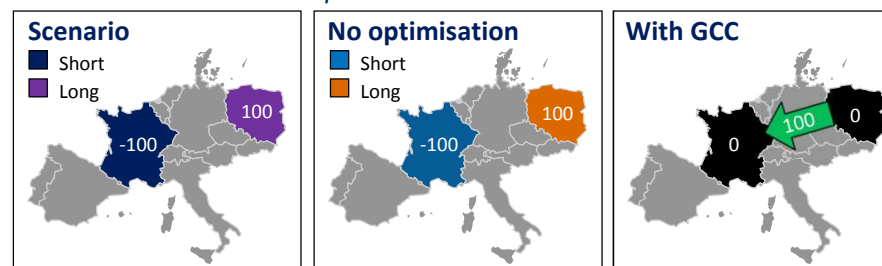 Scenario
Short
Long
100
-100
No optimisation
Short
Long
100
-100
With GCC
100
0
0